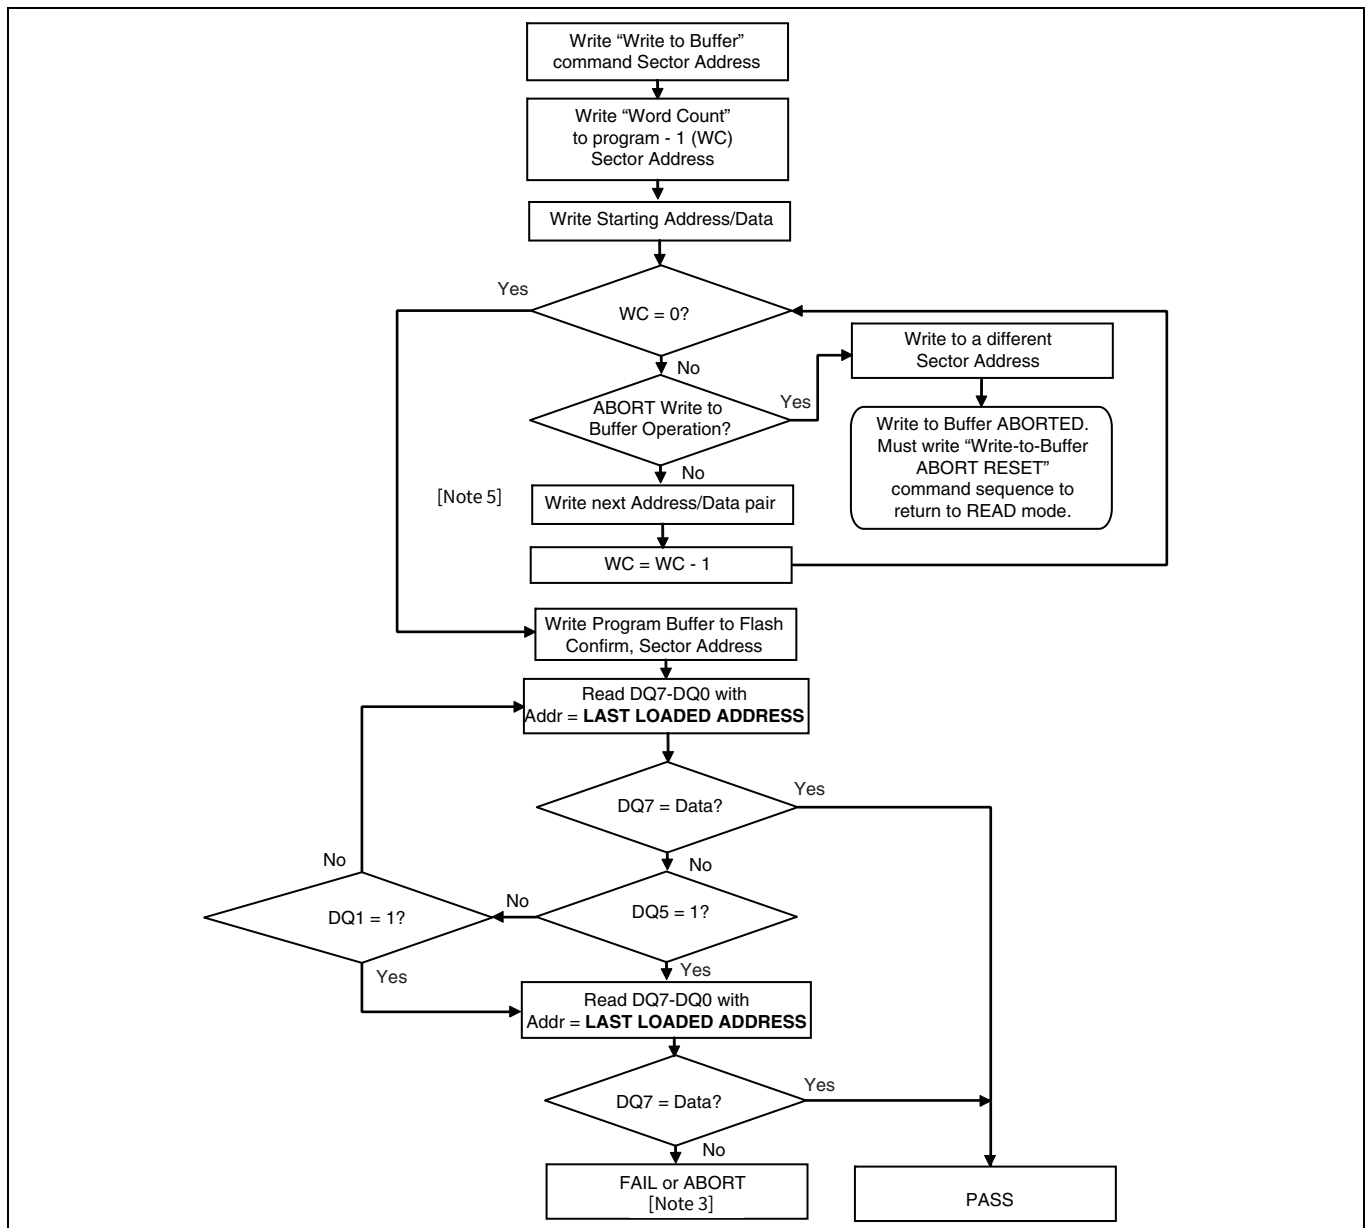 Write “Write to Buffer”
command Sector Address
Write “Word Count”
to program - 1 (WC)
Sector Address
Write Starting Address/Data
Yes
WC = 0?
No
Write to a different
Sector Address
ABORT Write to
Buffer Operation?
Yes
No
Write to Buffer ABORTED.
Must write “Write-to-Buffer
ABORT RESET”
command sequence to
return to READ mode.
[Note 5]
Write next Address/Data pair
WC = WC - 1
Write Program Buffer to Flash
Confirm, Sector Address
Read DQ7-DQ0 with
Addr = LAST LOADED ADDRESS
DQ7 = Data?
Yes
No
No
DQ1 = 1?
No
DQ5 = 1?
Yes
Yes
Read DQ7-DQ0 with
Addr = LAST LOADED ADDRESS
DQ7 = Data?
Yes
No
FAIL or ABORT
[Note 3]
PASS